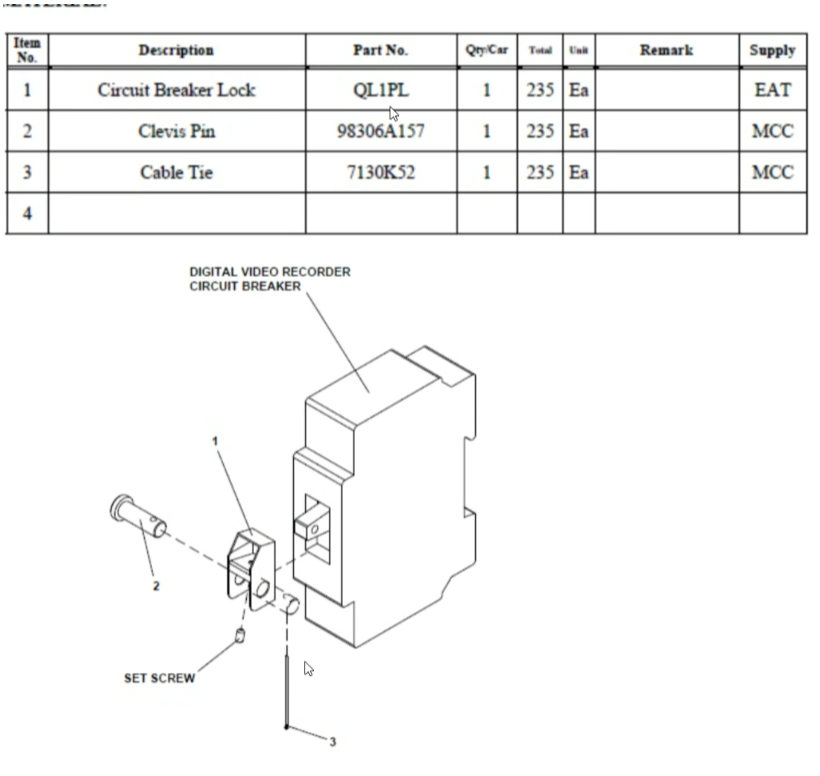 Item No. Description Part No. Qty/Car Total Unit Remark Supply
1 Circuit Breaker Lock QL1PL 1 235 Ea EAT
2 Clevis Pin 98306A157 1 235 Ea MCC
3 Cable Tie 7130K52 1 235 Ea MCC
4
DIGITAL VIDEO RECORDER
CIRCUIT BREAKER
1
2
SET SCREW
3